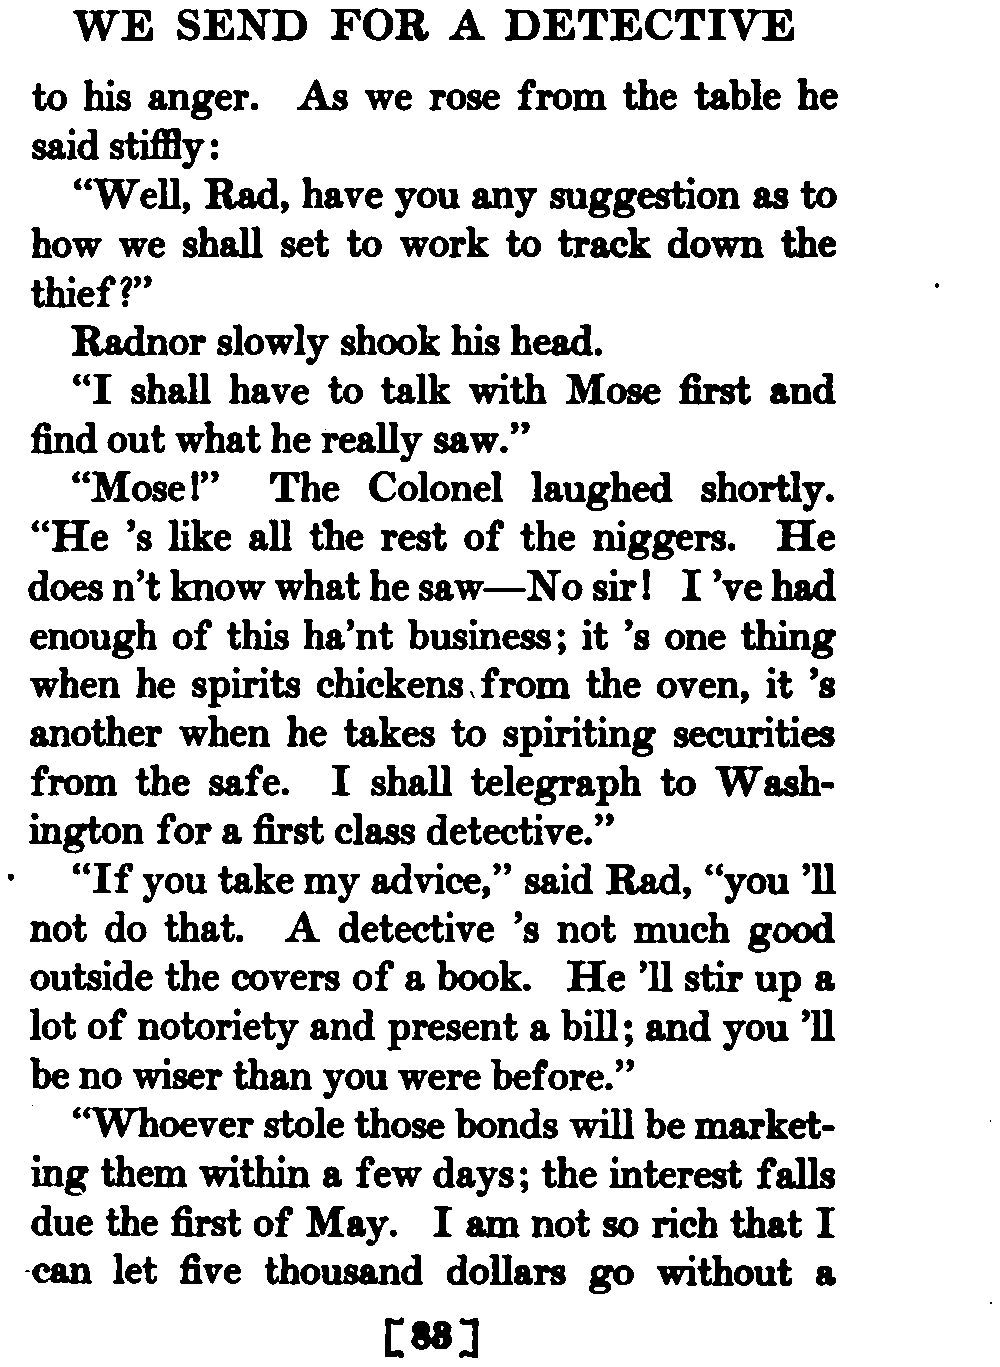 WE SEND FOR A DETECTIVE
to his anger. As we rose from the table he
said stiffly:
“Well, Rad, have you any suggestion as to
how we shall set to work to track down the
thief?”
Radnor slowly shook his head.
“I shall have to talk with Mose first and
find out what he really saw.”
“Mose!” The Colonel laughed shortly.
“He ’s like all the rest of the niggers. He
does n’t know what he saw—No sir! I ’ve had
enough of this ha’nt business; it ’s one thing
when he spirits chickens from the oven, it ’s
another when he takes to spiriting securities
from the safe. I shall telegraph to Wash-
ington for a first class detective.”
“If you take my advice,” said Rad, “you ’ll
not do that. A detective ’s not much good
outside the covers of a book. He ’ll stir up a
lot of notoriety and present a bill; and you ’ll
be no wiser than you were before.”
“Whoever stole those bonds will be market-
ing them within a few days; the interest falls
due the first of May. I am not so rich that I
can let five thousand dollars go without a
[88]